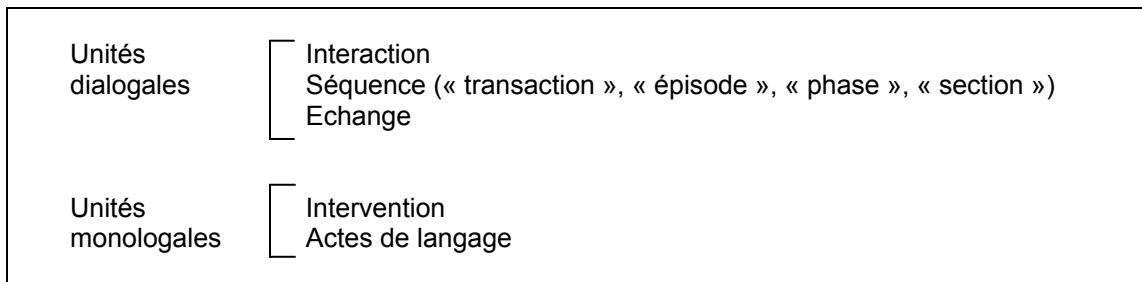 Unités Interaction
dialogales Séquence (« transaction », « épisode », « phase », « section »)
Echange
Unités Intervention
monologales Actes de langage